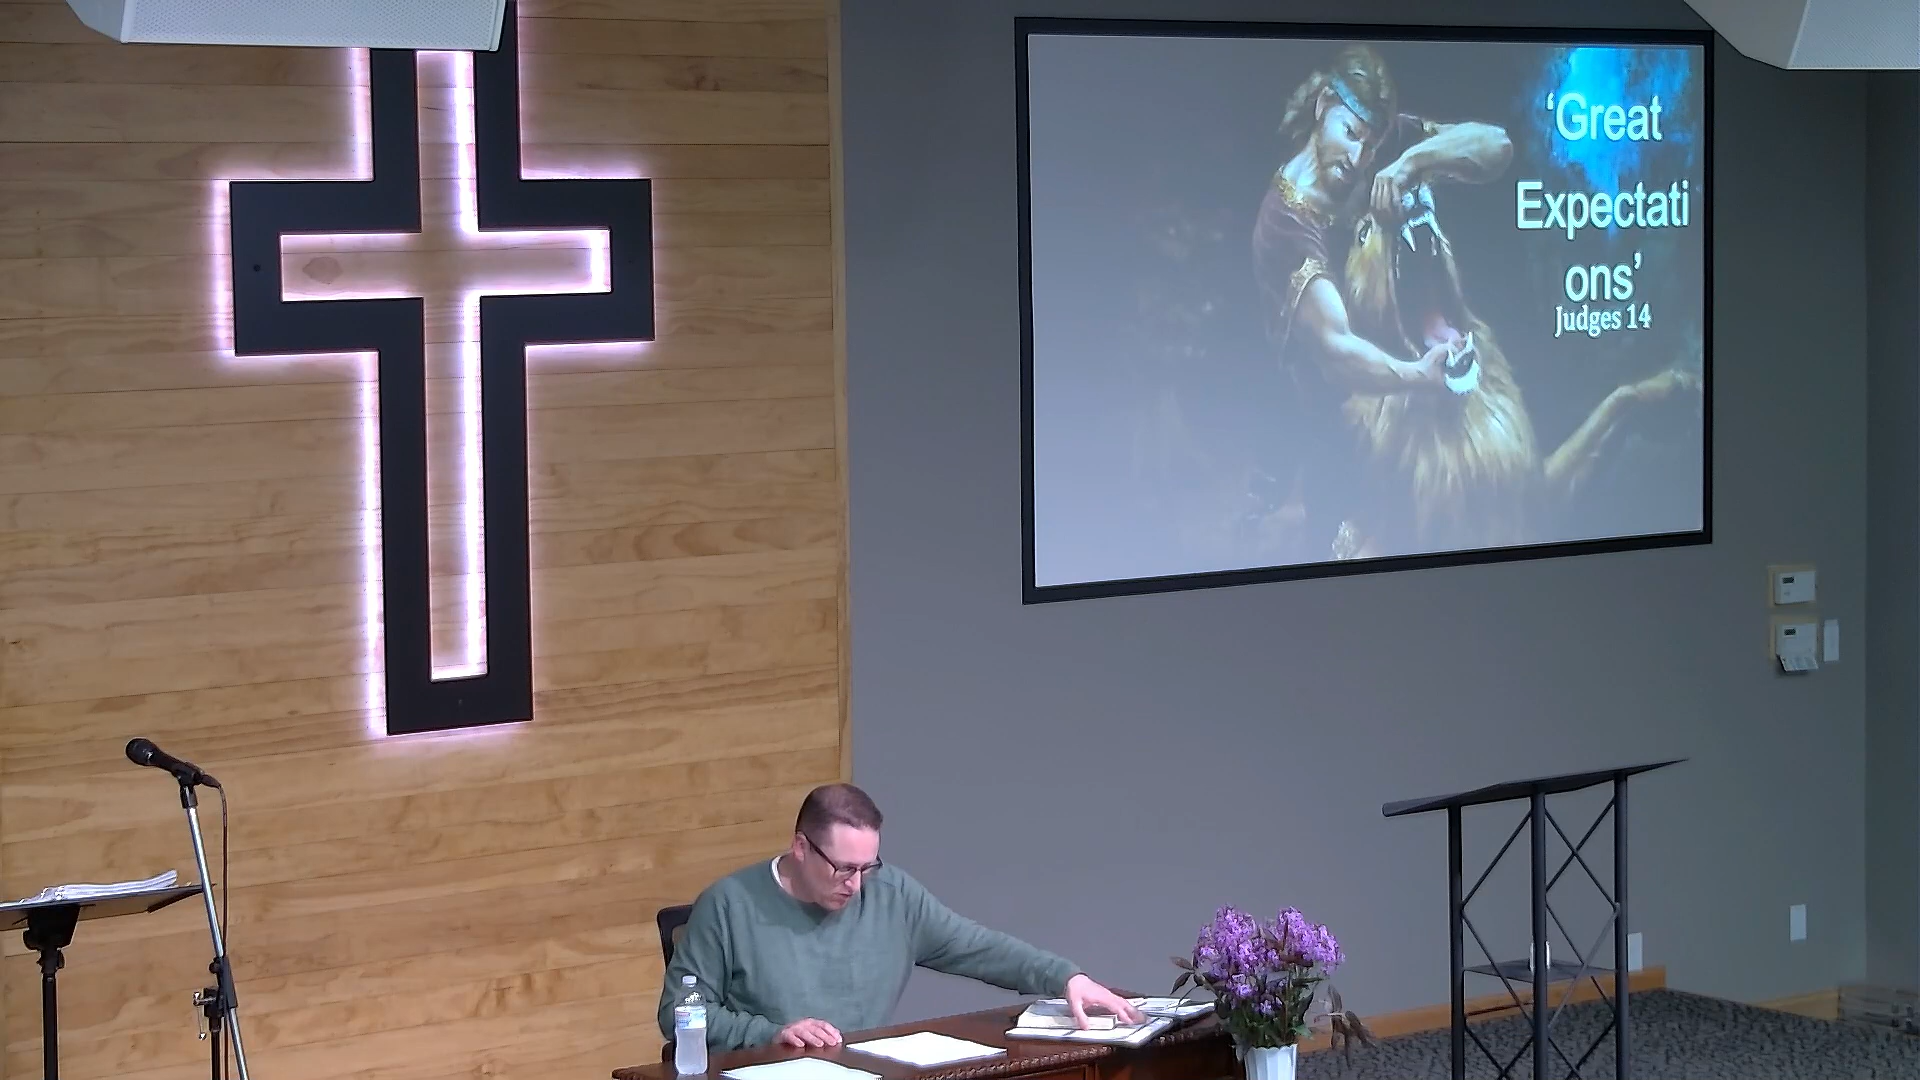 ‘Great
Expectati
ons’
Judges 14